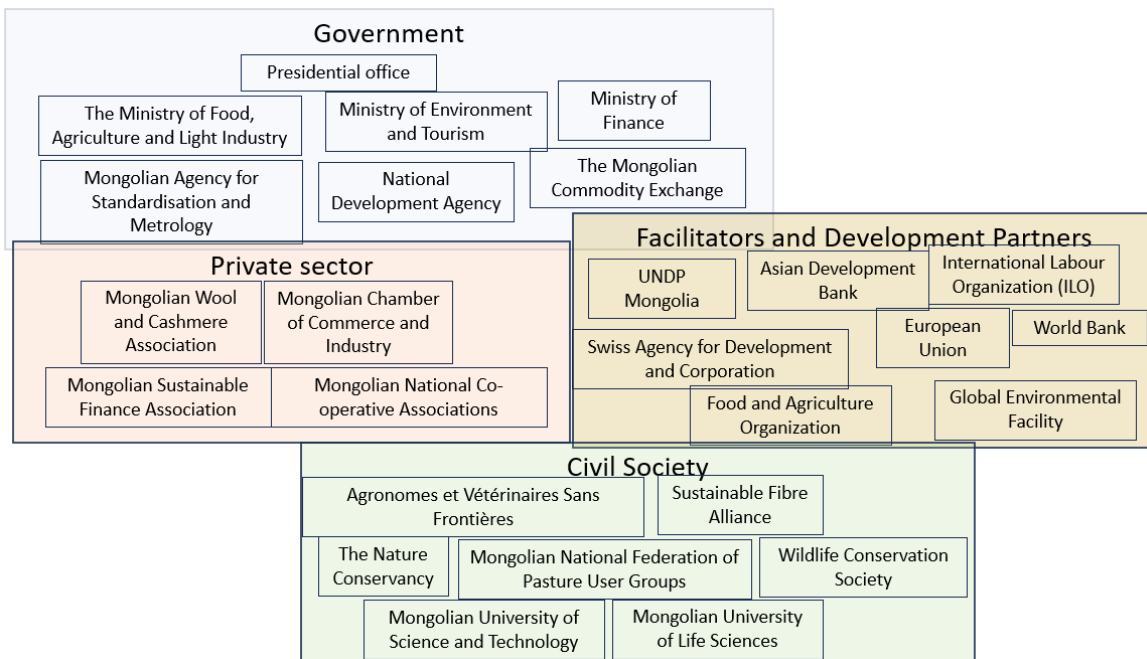 Government
Presidential office
The Ministry of Food,
Agriculture and Light Industry
Ministry of Environment
and Tourism
Ministry of
Finance
Mongolian Agency for
Standardisation and
Metrology
National
Development Agency
The Mongolian
Commodity Exchange
Private sector
Mongolian Wool
and Cashmere
Association
Mongolian Chamber
of Commerce and
Industry
Mongolian Sustainable
Finance Association
Mongolian National Co-
operative Associations
Facilitators and Development Partners
UNDP
Mongolia
Asian Development
Bank
International Labour
Organization (ILO)
European
Union
World Bank
Swiss Agency for Development
and Corporation
Food and Agriculture
Organization
Global Environmental
Facility
Civil Society
Agronomes et Vétérinaires Sans
Frontières
Sustainable Fibre
Alliance
The Nature
Conservancy
Mongolian National Federation of
Pasture User Groups
Wildlife Conservation
Society
Mongolian University of
Science and Technology
Mongolian University
of Life Sciences